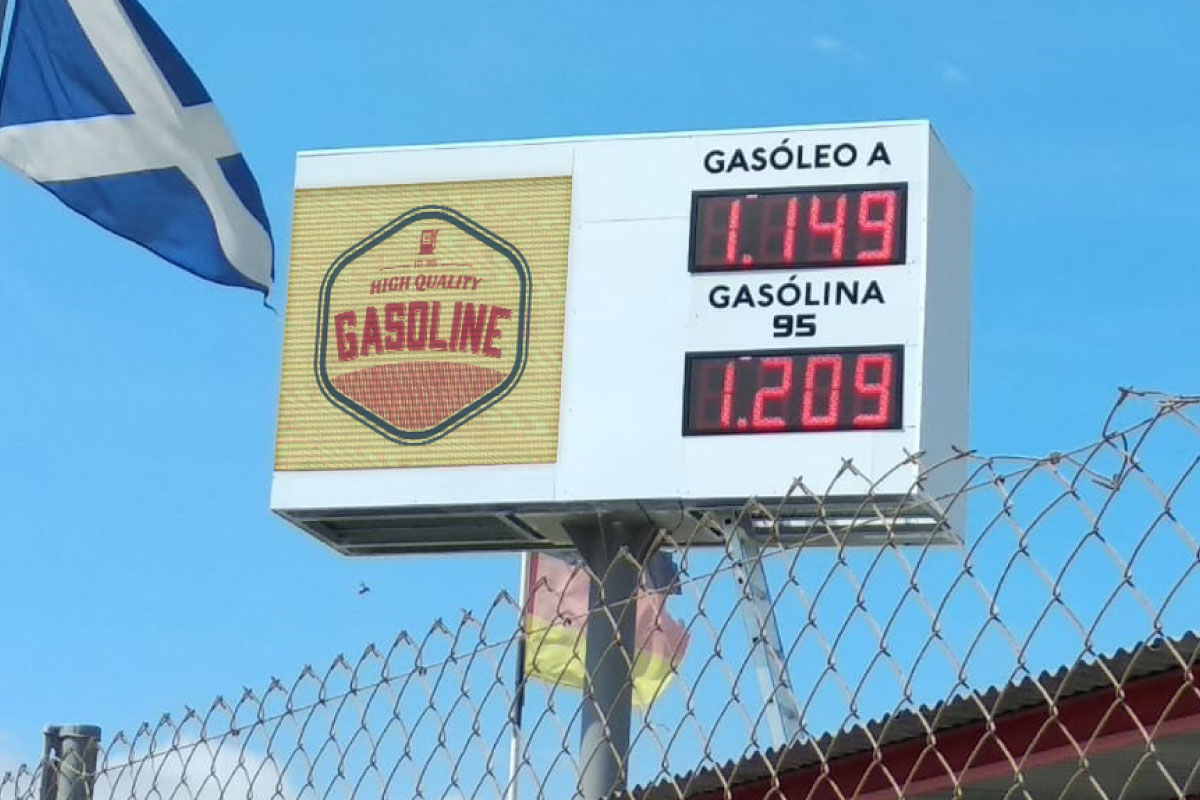 HIGH QUALITY
GASOLINE
GASÓLEO A
1.149
GASÓLINA
95
1.209